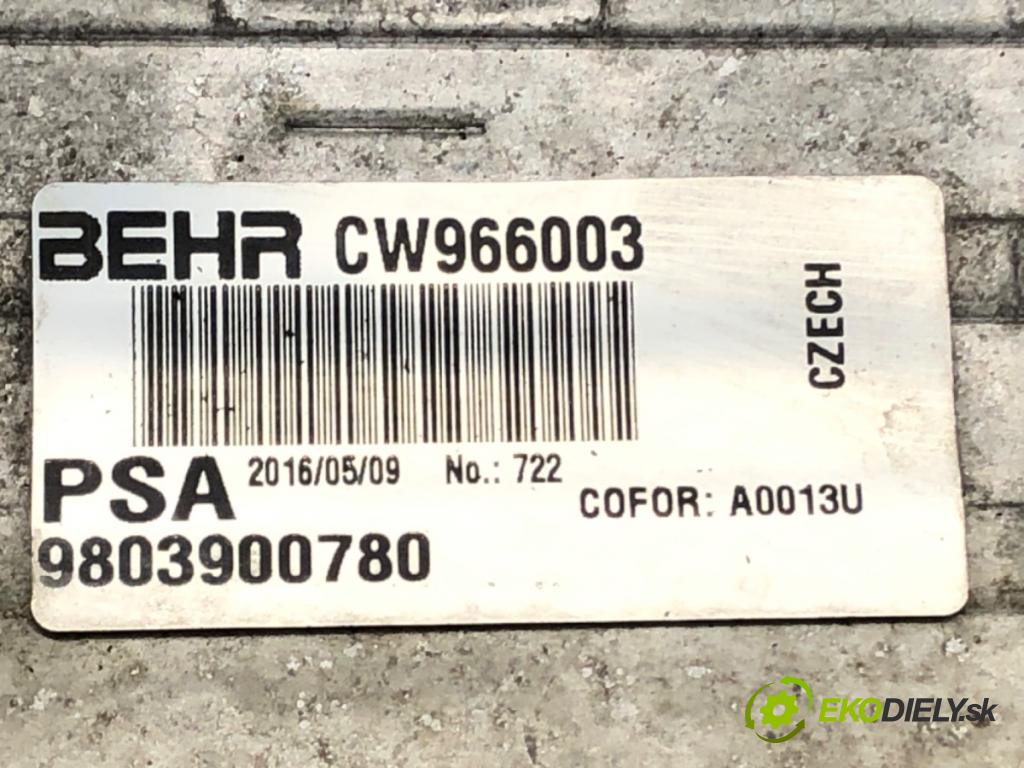 BEHR CW966003
CZECH
PSA 2016/05/09 No.: 722
COFOR: A0013U
9803900780
EKODIELY.sk